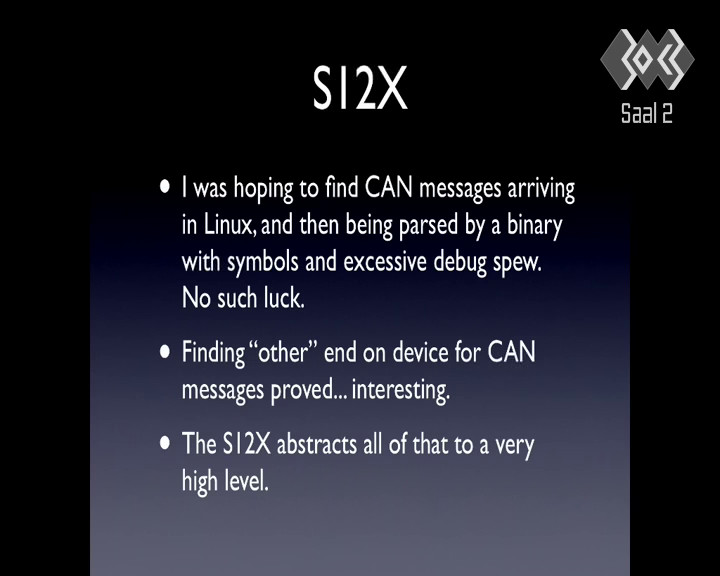 S12X
Saal 2
• I was hoping to find CAN messages arriving
in Linux, and then being parsed by a binary
with symbols and excessive debug spew.
No such luck.
• Finding “other” end on device for CAN
messages proved... interesting.
• The S12X abstracts all of that to a very
high level.